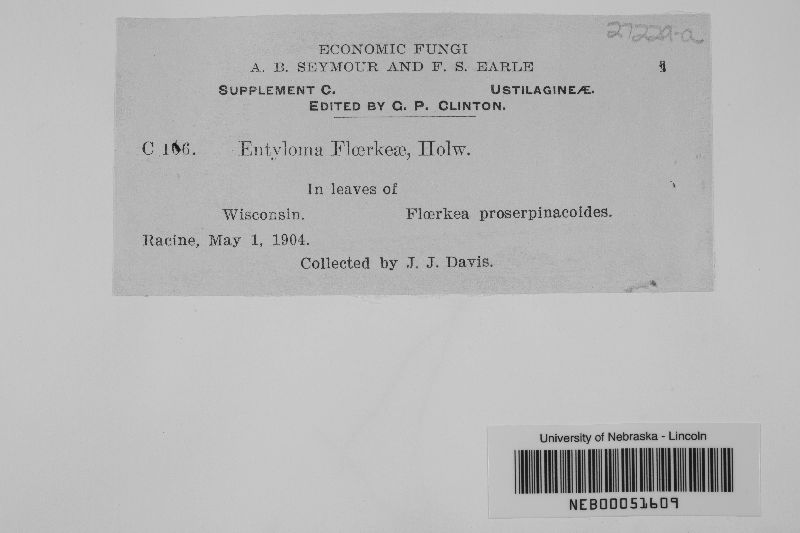 27229-a
ECONOMIC FUNGI
A. B. SEYMOUR AND F. S. EARLE
SUPPLEMENT C. USTILAGINEÆ.
EDITED BY G. P. CLINTON.
C 106. Entyloma Flœrkeæ, Holw.
In leaves of
Wisconsin. Flœrkea proserpinacoides.
Racine, May 1, 1904.
Collected by J. J. Davis.
University of Nebraska - Lincoln
NEB00051609